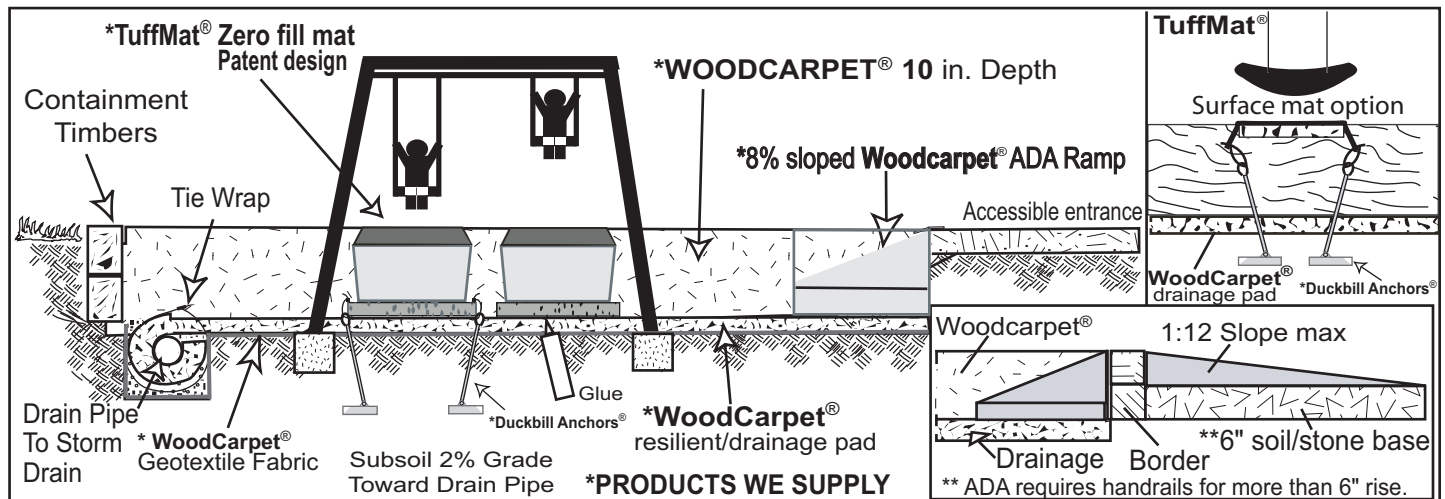 *TuffMat® Zero fill mat
Patent design
Containment
Timbers
Tie Wrap
*WOODCARPET® 10 in. Depth
*8% sloped Woodcarpet® ADA Ramp
Accessible entrance
Drain Pipe
To Storm
Drain
* WoodCarpet®
Geotextile Fabric
Subsoil 2% Grade
Toward Drain Pipe
*Duckbill Anchors®
Glue
*WoodCarpet®
resilient/drainage pad
*PRODUCTS WE SUPPLY
TuffMat®
Surface mat option
WoodCarpet®
drainage pad
*Duckbill Anchors®
Woodcarpet®
1:12 Slope max
**6" soil/stone base
Drainage
Border
** ADA requires handrails for more than 6" rise.